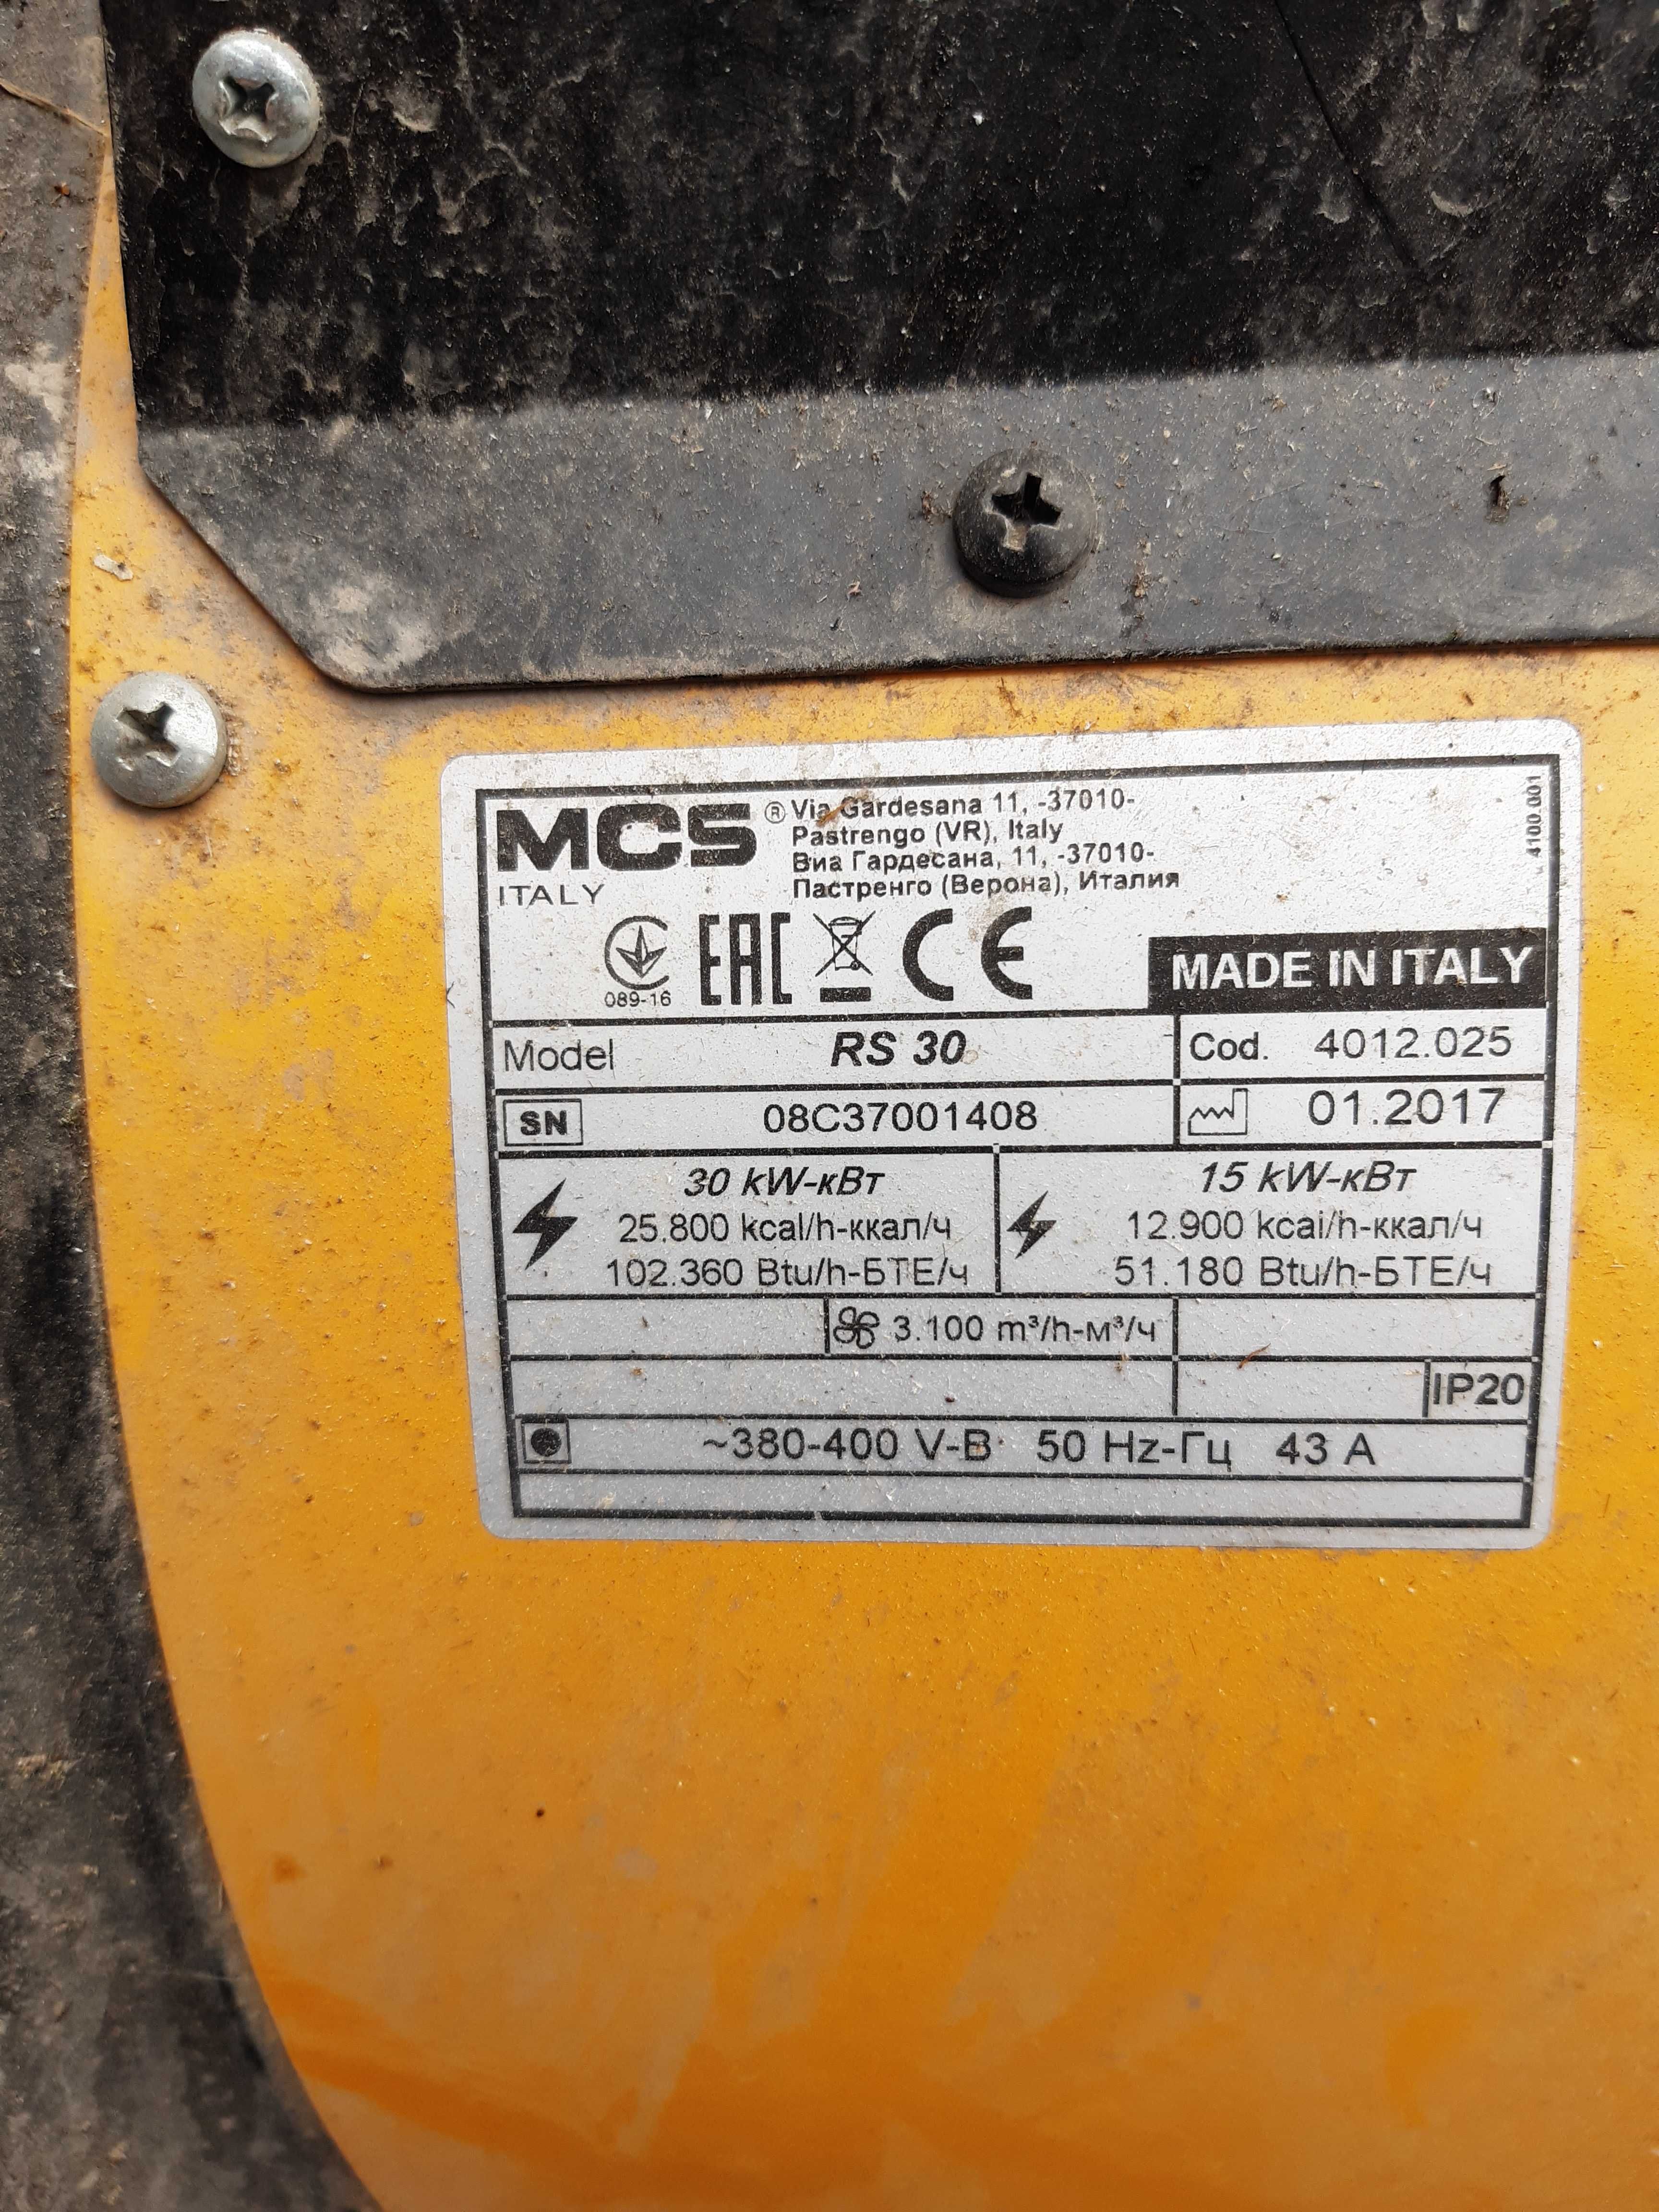 MCS ® Via Gardesana 11, -37010-
Pastrengo (VR), Italy
Виа Гардесана, 11, -37010-
ITALY Пастренго (Верона), Италия
4100.001
089-16 EAC CE MADE IN ITALY
Model RS 30 Cod. 4012.025
SN 08C37001408 01.2017
30 kW-кВт 15 kW-кВт
25.800 kcal/h-ккал/ч 12.900 kcal/h-ккал/ч
102.360 Btu/h-БТЕ/ч 51.180 Btu/h-БТЕ/ч
3.100 m³/h-м³/ч
IP20
~380-400 V-В 50 Hz-Гц 43 A